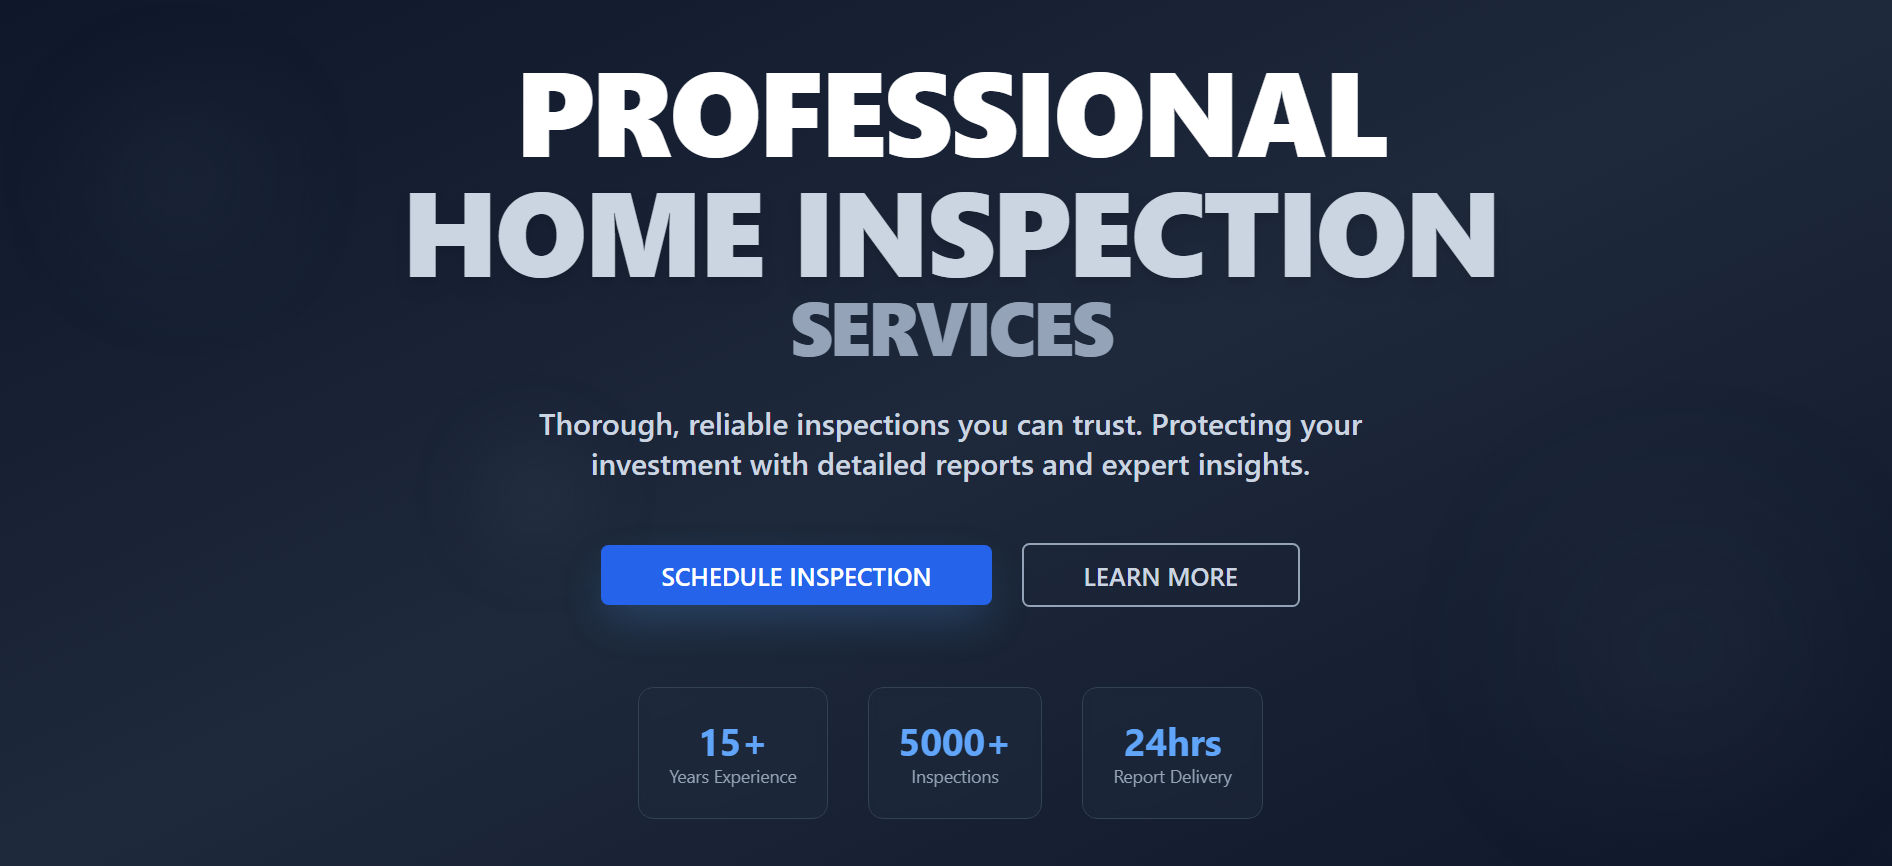 PROFESSIONAL
HOME INSPECTION
SERVICES
Thorough, reliable inspections you can trust. Protecting your
investment with detailed reports and expert insights.
SCHEDULE INSPECTION
LEARN MORE
15+
Years Experience
5000+
Inspections
24hrs
Report Delivery